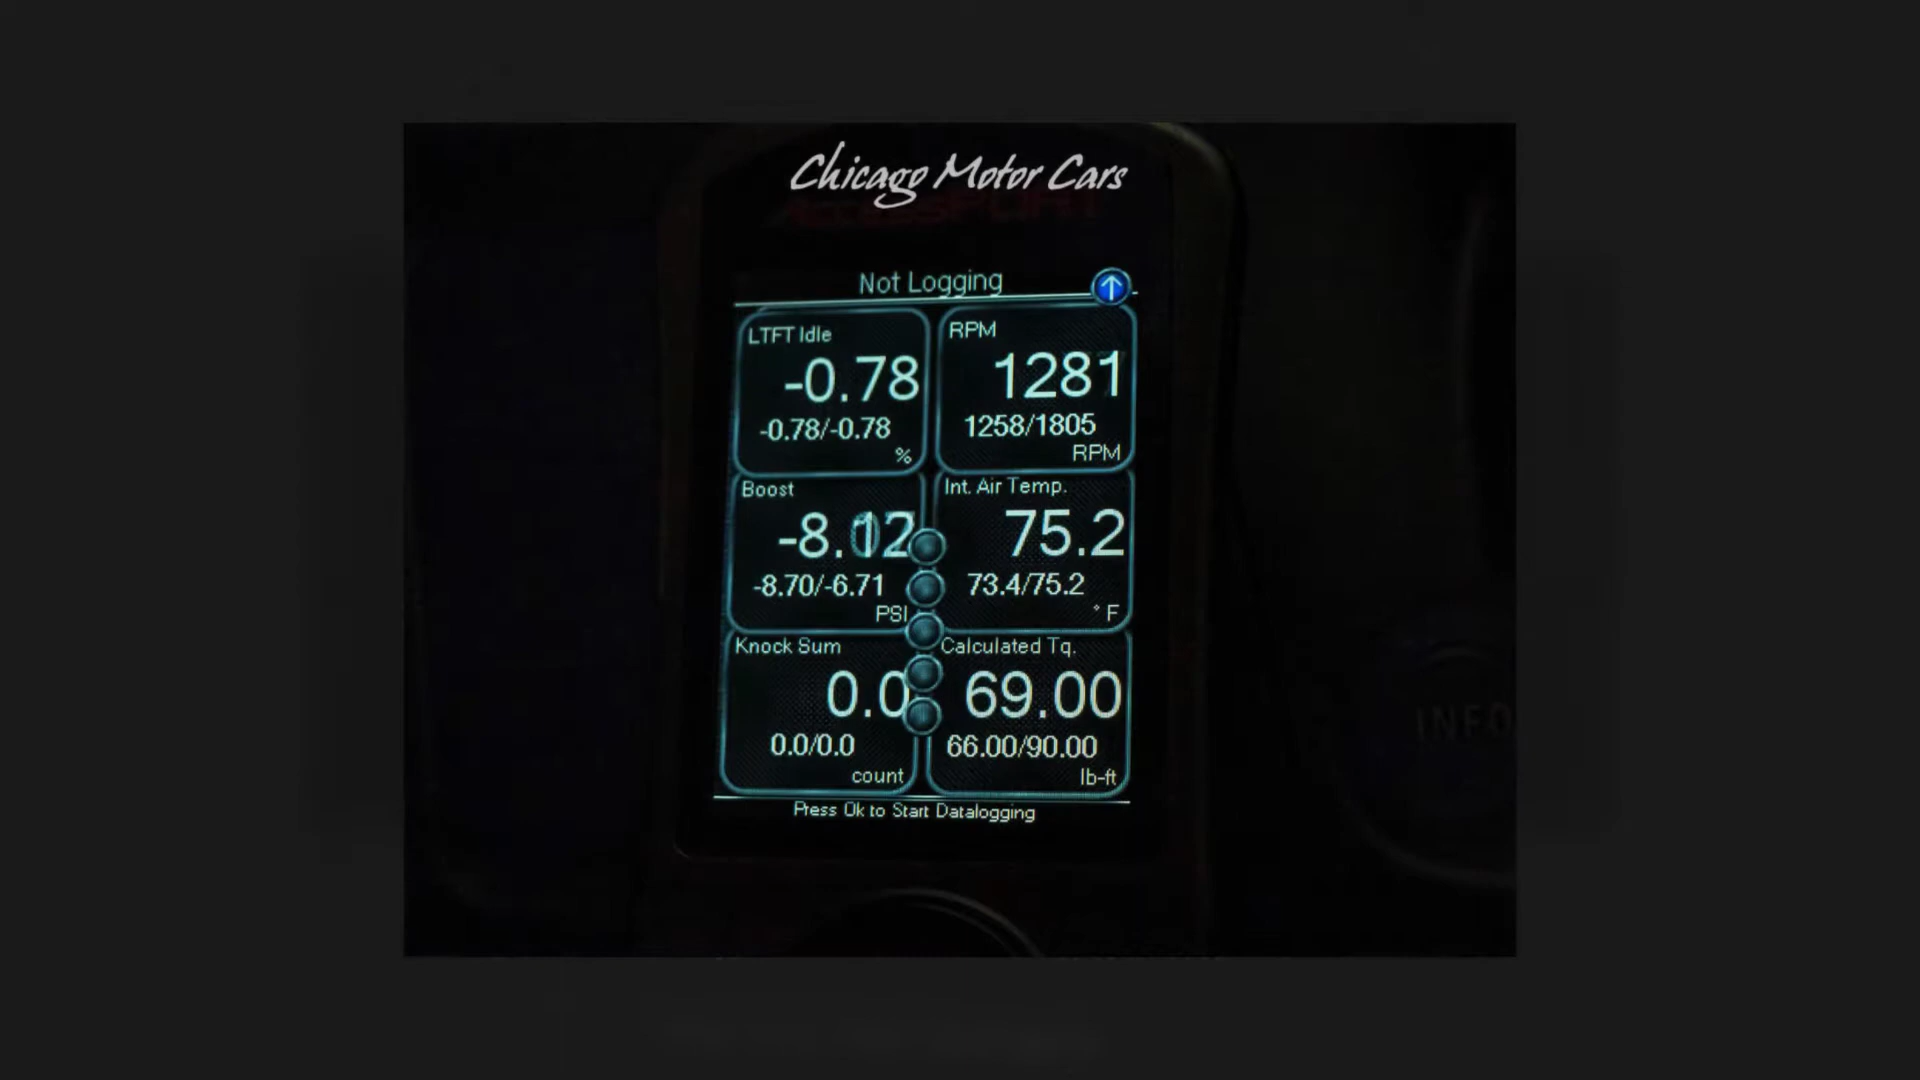 Chicago Motor Cars
AccessPORT
Not Logging
LTFT Idle
-0.78
-0.78/-0.78
%
RPM
1281
1258/1805
RPM
Boost
-8.12
-8.70/-6.71
PSI
Int. Air Temp.
75.2
73.4/75.2
° F
Knock Sum
0.0
0.0/0.0
count
Calculated Tq.
69.00
66.00/90.00
lb-ft
Press Ok to Start Datalogging
INFO